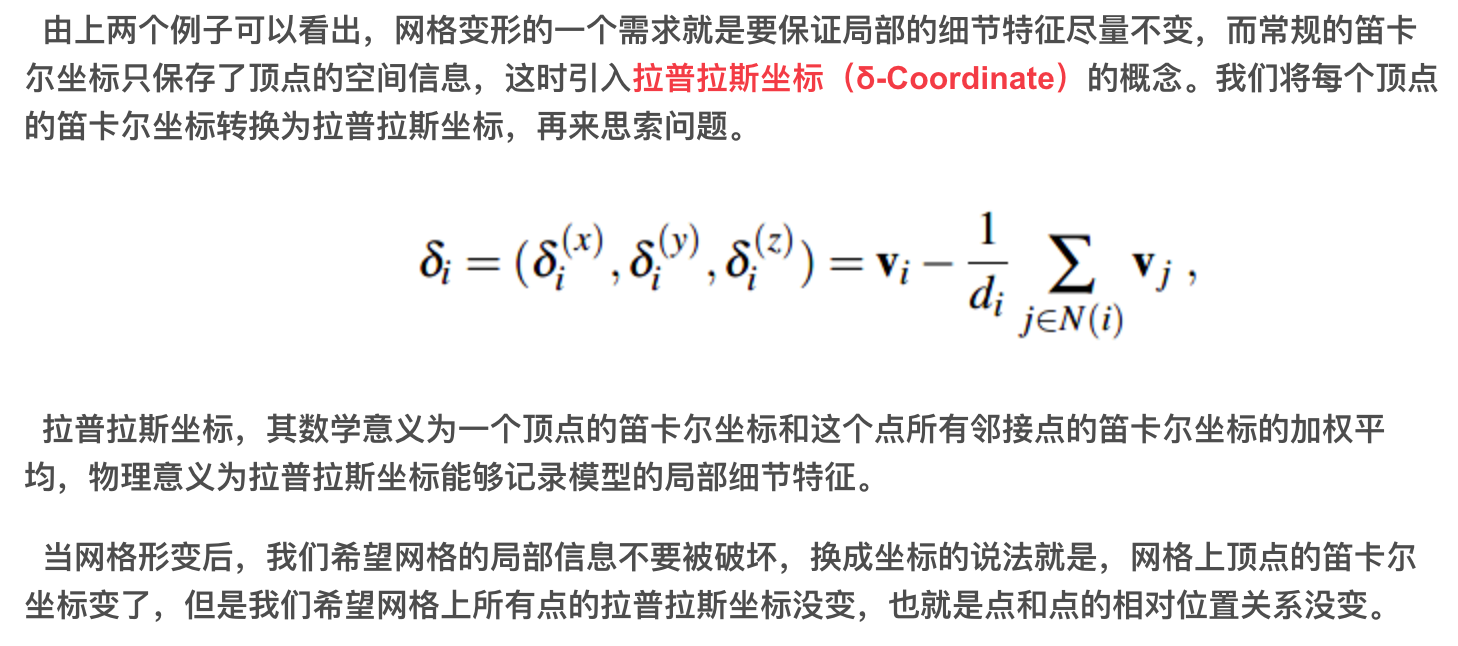 由上两个例子可以看出，网格变形的一个需求就是要保证局部的细节特征尽量不变，而常规的笛卡
尔坐标只保存了顶点的空间信息，这时引入拉普拉斯坐标（δ-Coordinate）的概念。我们将每个顶点
的笛卡尔坐标转换为拉普拉斯坐标，再来思索问题。
δᵢ = (δᵢ⁽ˣ⁾, δᵢ⁽ʸ⁾, δᵢ⁽ᶻ⁾) = vᵢ − 1/dᵢ ∑_{j∈N(i)} vⱼ ,
拉普拉斯坐标，其数学意义为一个顶点的笛卡尔坐标和这个点所有邻接点的笛卡尔坐标的加权平
均，物理意义为拉普拉斯坐标能够记录模型的局部细节特征。
当网格形变后，我们希望网格的局部信息不要被破坏，换成坐标的说法就是，网格上顶点的笛卡尔
坐标变了，但是我们希望网格上所有点的拉普拉斯坐标没变，也就是点和点的相对位置关系没变。